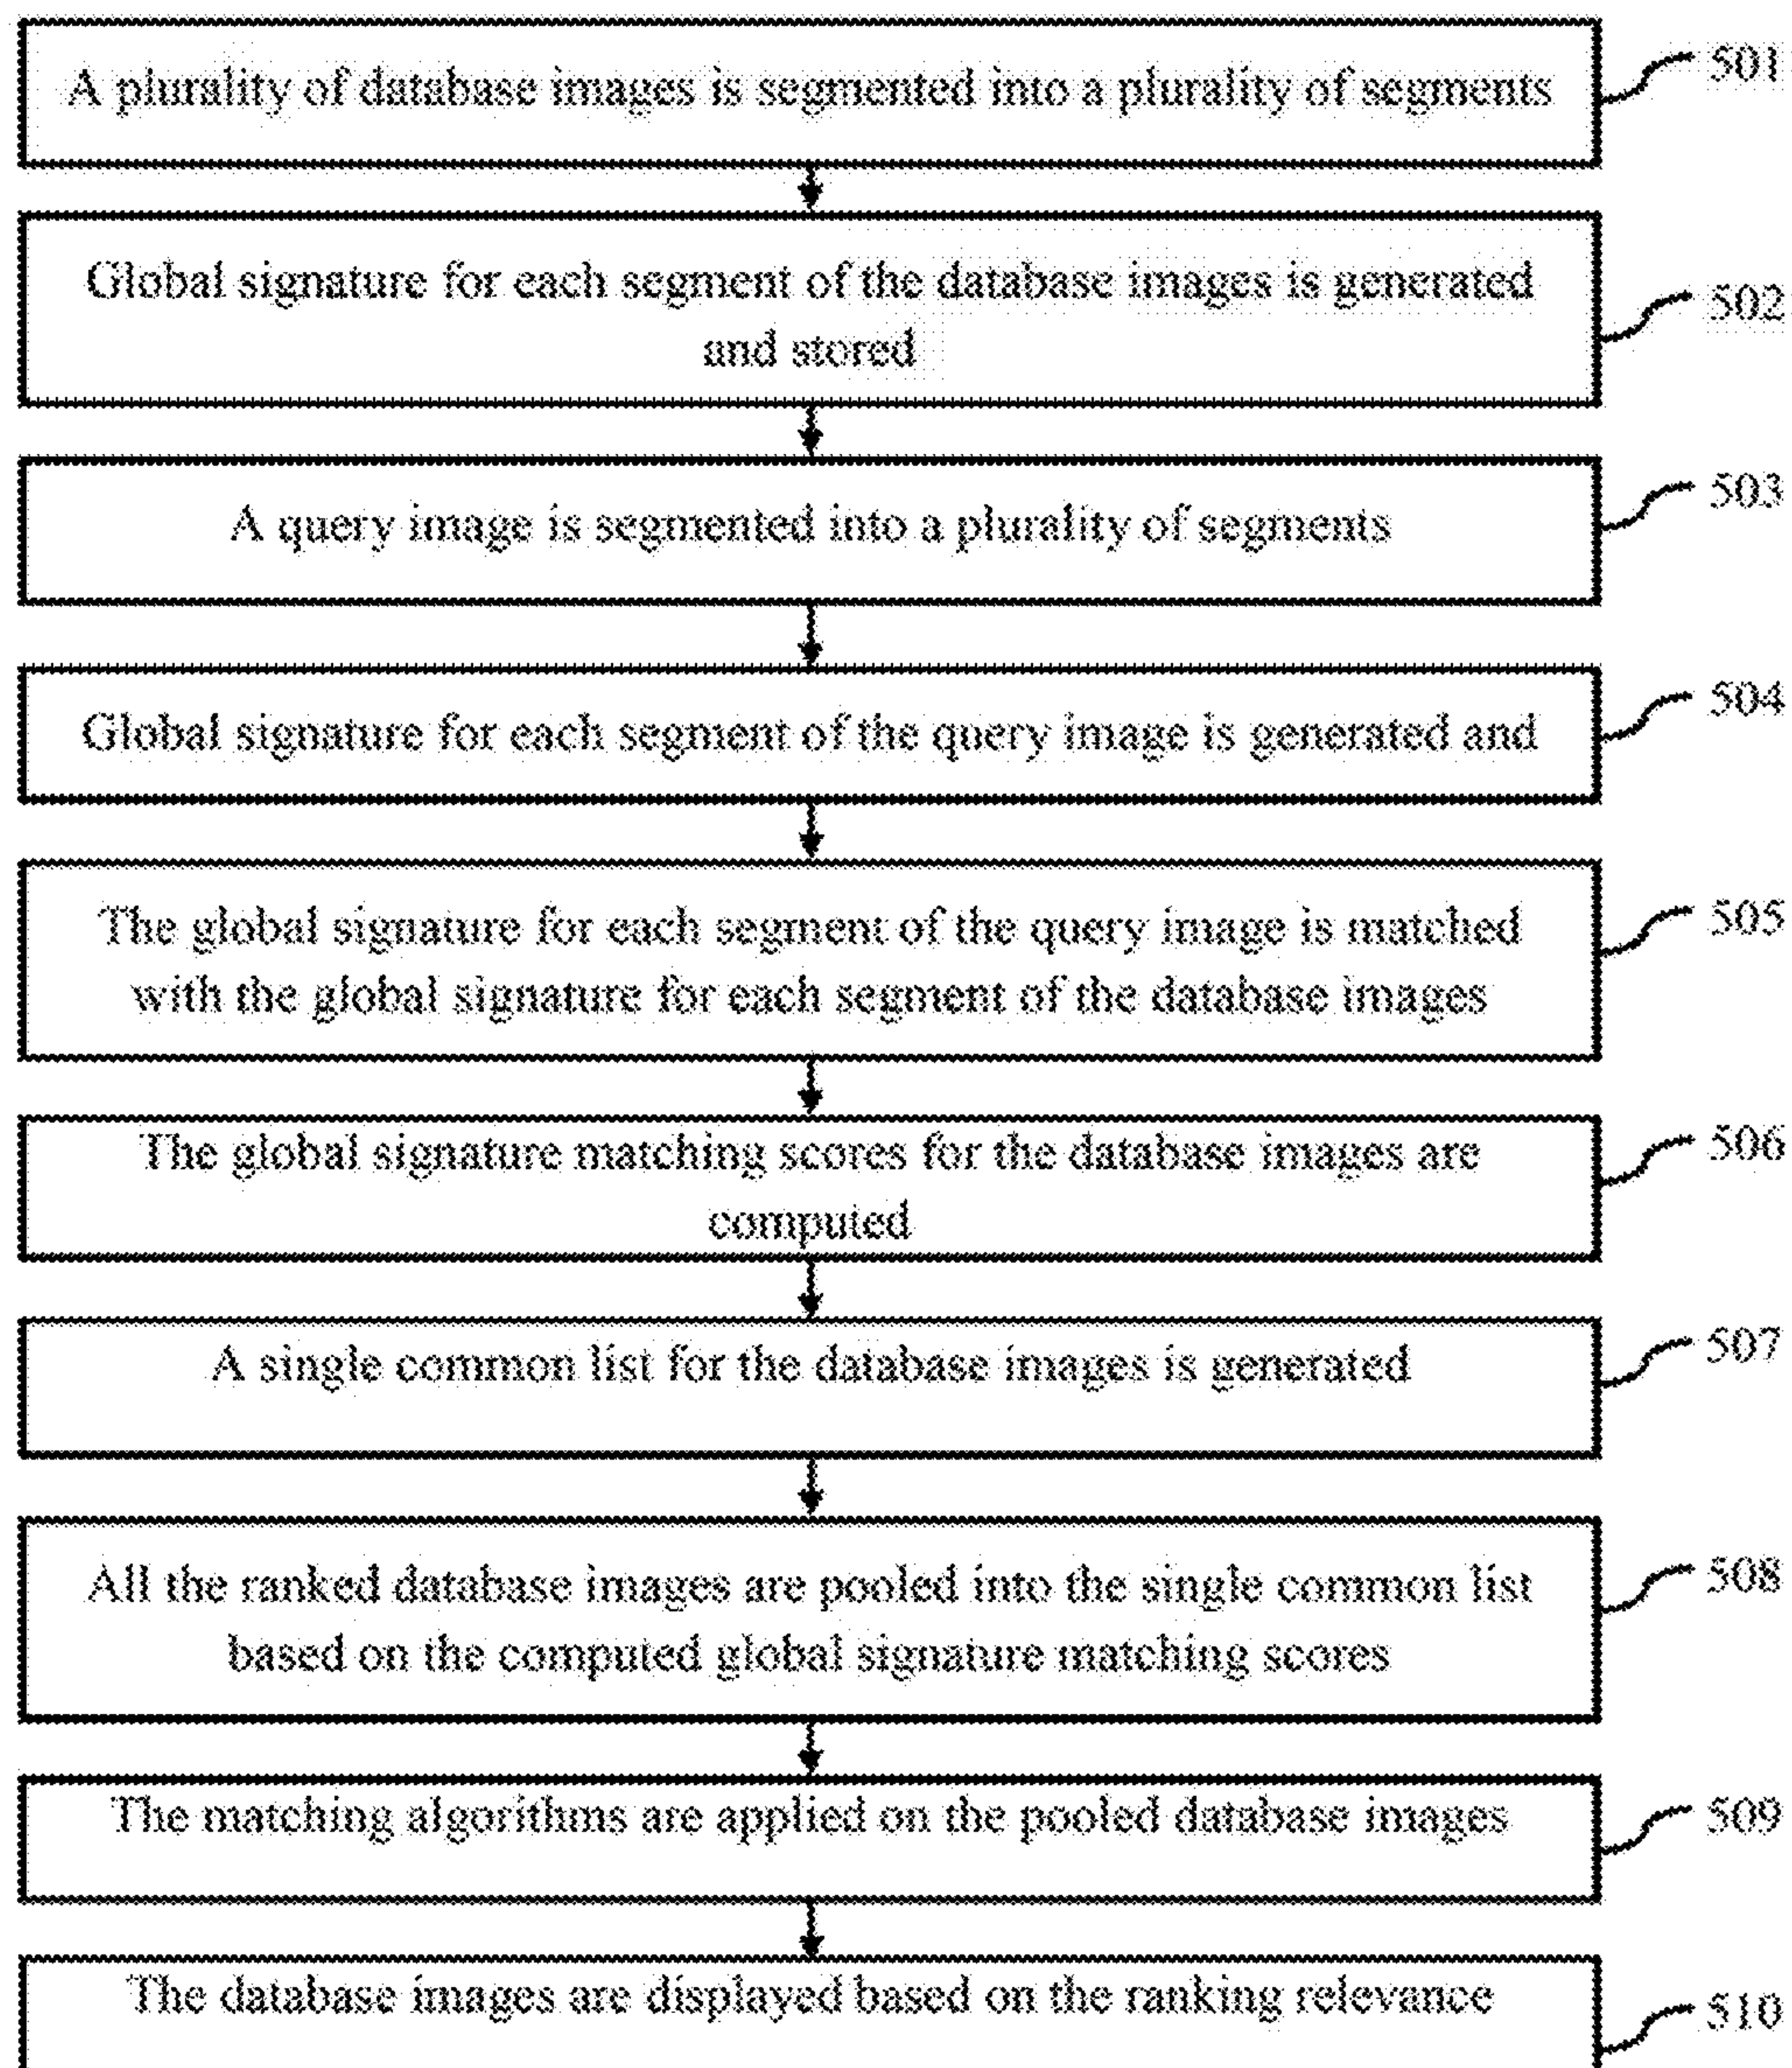 A plurality of database images is segmented into a plurality of segments
501
Global signature for each segment of the database images is generated
and stored
502
A query image is segmented into a plurality of segments
503
Global signature for each segment of the query image is generated and
504
The global signature for each segment of the query image is matched
with the global signature for each segment of the database images
505
The global signature matching scores for the database images are
computed
506
A single common list for the database images is generated
507
All the ranked database images are pooled into the single common list
based on the computed global signature matching scores
508
The matching algorithms are applied on the pooled database images
509
The database images are displayed based on the ranking relevance
510